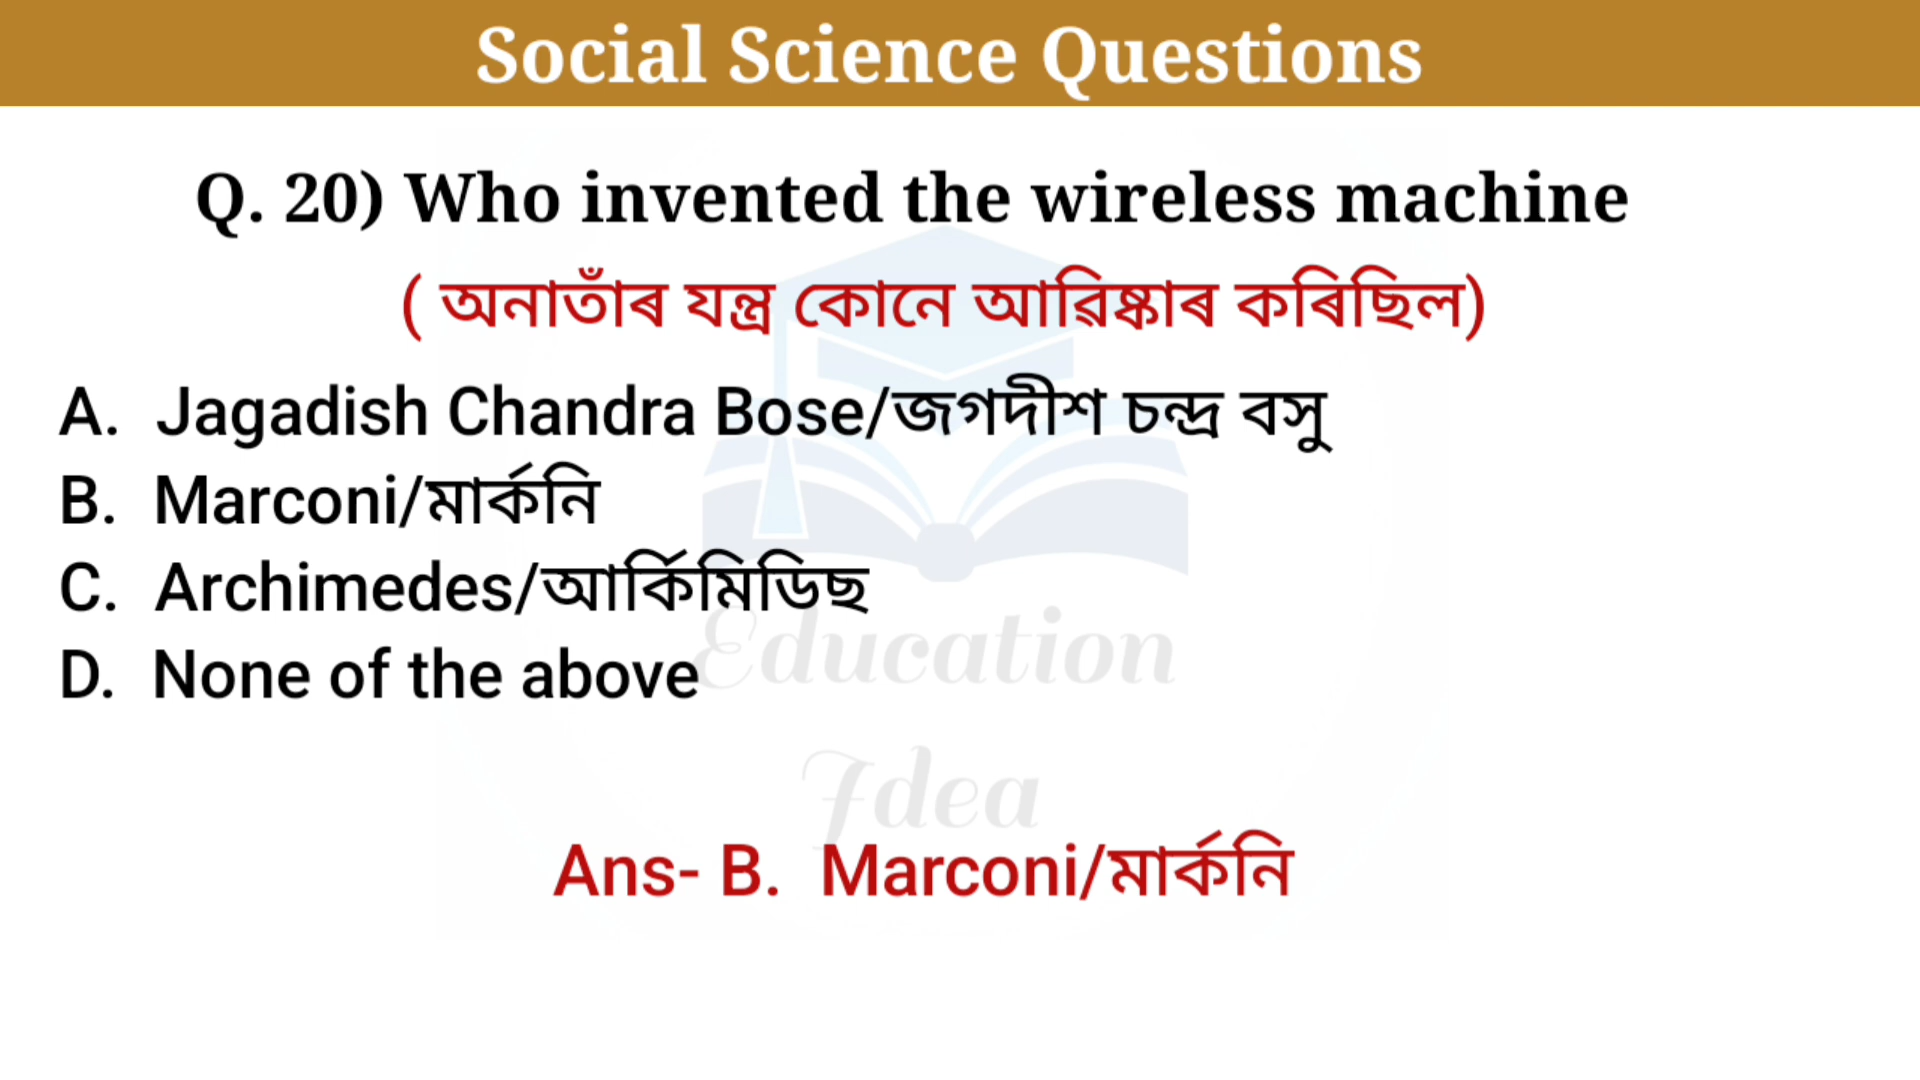 Social Science Questions
Q. 20) Who invented the wireless machine
( অনাতাঁৰ যন্ত্ৰ কোনে আৱিষ্কাৰ কৰিছিল)
A. Jagadish Chandra Bose/জগদীশ চন্দ্ৰ বসু
B. Marconi/মাৰ্কনি
C. Archimedes/আৰ্কিমিডিছ
D. None of the above
Education
Idea
Ans- B. Marconi/মাৰ্কনি